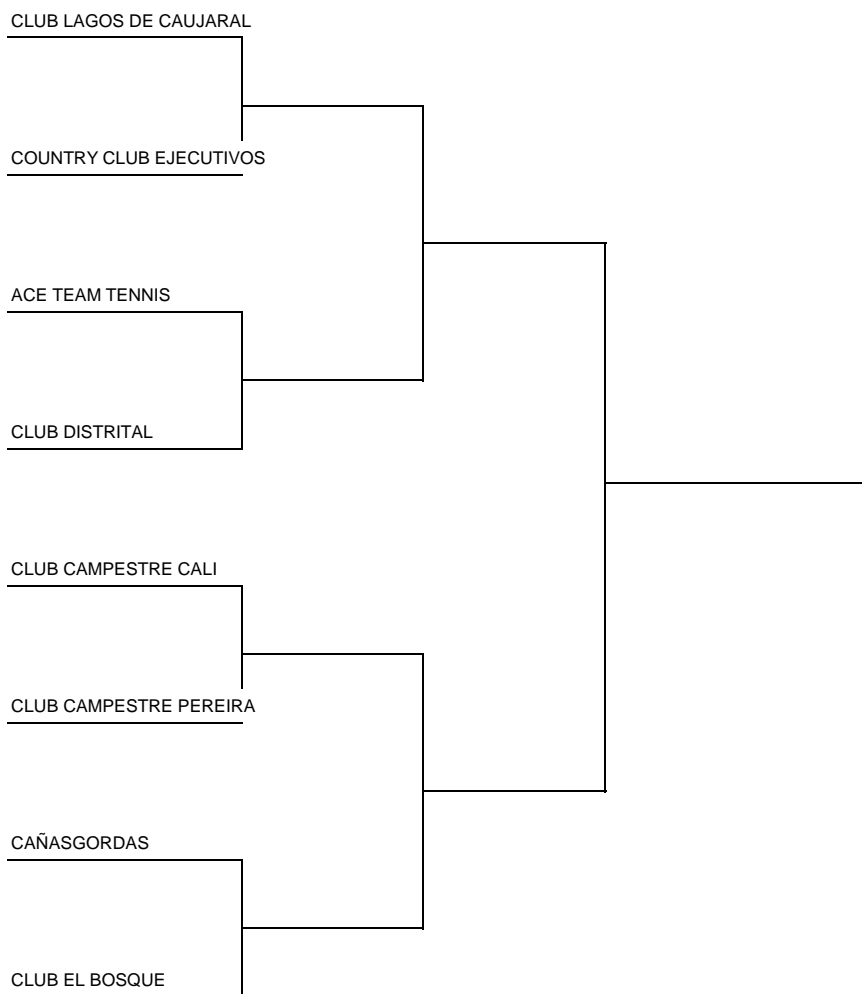 CLUB LAGOS DE CAUJARAL
COUNTRY CLUB EJECUTIVOS
ACE TEAM TENNIS
CLUB DISTRITAL
CLUB CAMPESTRE CALI
CLUB CAMPESTRE PEREIRA
CAÑASGORDAS
CLUB EL BOSQUE